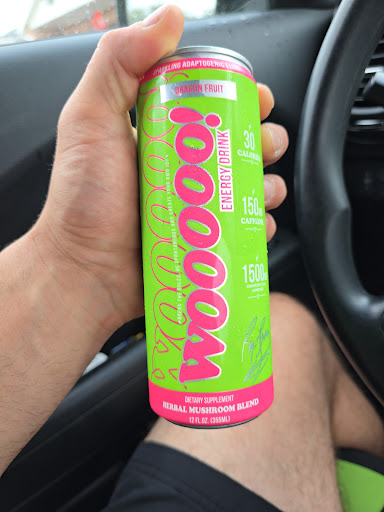 SPARKLING ADAPTOGENIC
DRAGON FRUIT
WOOOOO!
ENERGY DRINK
30
CALORIES
150MG
CAFFEINE
1500MG
DIETARY SUPPLEMENT
HERBAL MUSHROOM BLEND
12 FL. OZ. (355ML)